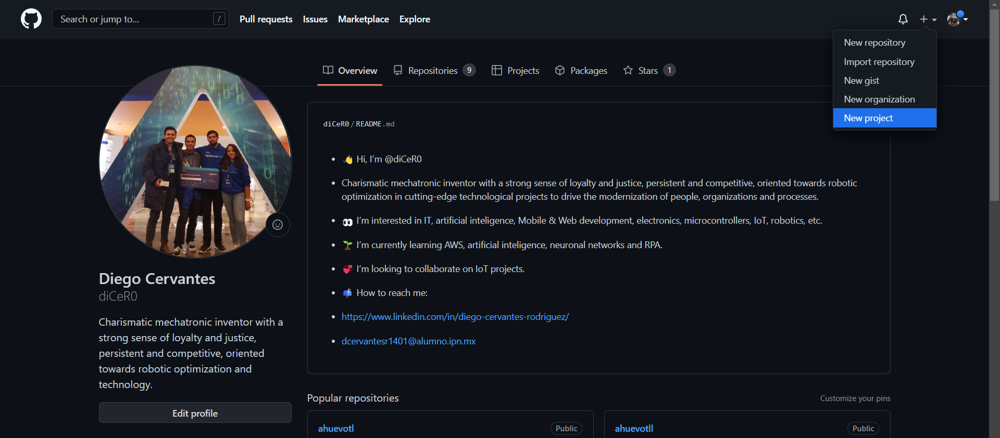 Search or jump to... /
Pull requests Issues Marketplace Explore
New repository
Import repository
New gist
New organization
New project
Overview Repositories 9 Projects Packages Stars 1
diCeR0/README.md
Hi, I'm @diCeR0
Charismatic mechatronic inventor with a strong sense of loyalty and justice, persistent and competitive, oriented towards robotic
optimization in cutting-edge technological projects to drive the modernization of people, organizations and processes.
I'm interested in IT, artificial inteligence, Mobile & Web development, electronics, microcontrollers, IoT, robotics, etc.
I'm currently learning AWS, artificial inteligence, neuronal networks and RPA.
I'm looking to collaborate on IoT projects.
How to reach me:
https://www.linkedin.com/in/diego-cervantes-rodriguez/
dcervantesr1401@alumno.ipn.mx
Diego Cervantes
diCeR0
Charismatic mechatronic inventor with a
strong sense of loyalty and justice,
persistent and competitive, oriented
towards robotic optimization and
technology.
Edit profile
Popular repositories Customize your pins
ahuevotl Public
ahuevotll Public